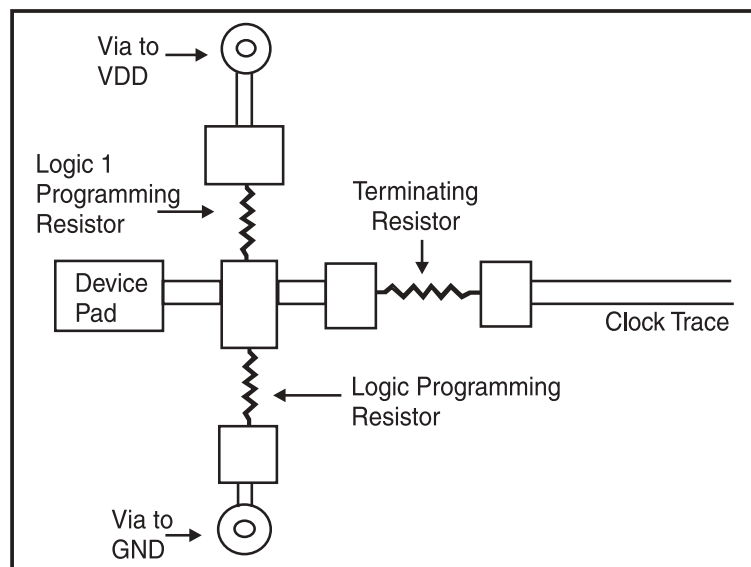 Via to
VDD
Logic 1
Programming
Resistor
Terminating
Resistor
Device
Pad
Clock Trace
Logic Programming
Resistor
Via to
GND